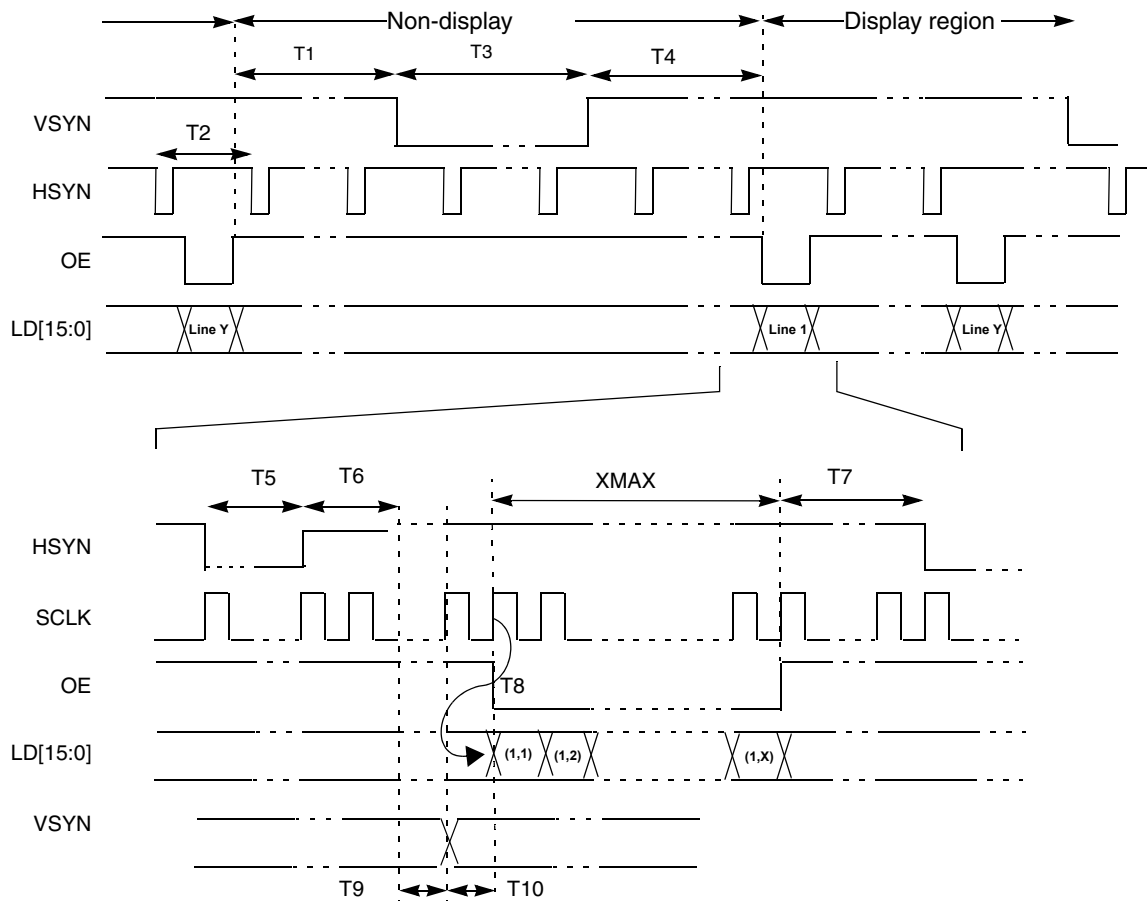 Non-display Display region
T1 T3 T4
VSYN
T2
HSYN
OE
LD[15:0] Line Y Line 1 Line Y
T5 T6 XMAX T7
HSYN
SCLK
OE T8
LD[15:0] (1,1) (1,2) (1,X)
VSYN
T9 T10